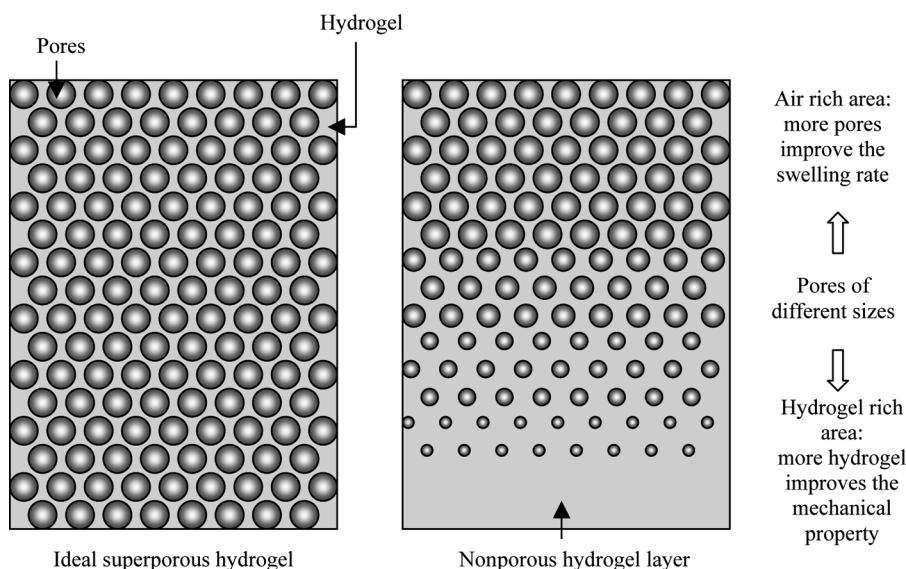 Hydrogel
Pores
Air rich area:
more pores
improve the
swelling rate
Pores of
different sizes
Hydrogel rich
area:
more hydrogel
improves the
mechanical
property
Ideal superporous hydrogel
Nonporous hydrogel layer